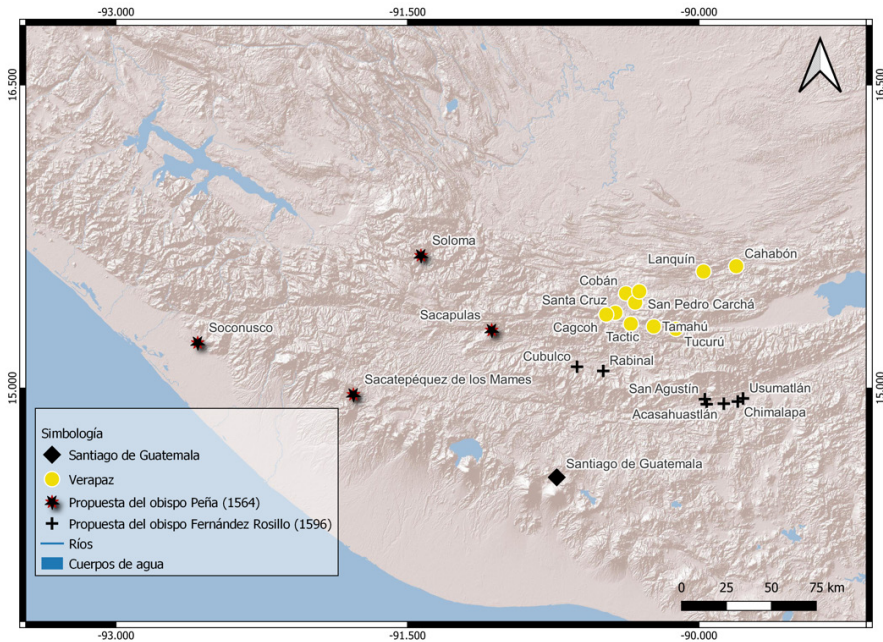 -93.000
-91.500
-90.000
16.500
16.500
Soloma
Lanquín
Cahabón
Cobán
Santa Cruz
San Pedro Carchá
Soconusco
Sacapulas
Cagcoh
Tamahú
Tactic
Tucurú
Cubulco
Rabinal
Sacatepéquez de los Mames
San Agustín
Usumatlán
15.000
15.000
Acasahuastlán
Chimalapa
Simbología
Santiago de Guatemala
Verapaz
Propuesta del obispo Peña (1564)
Propuesta del obispo Fernández Rosillo (1596)
Ríos
Cuerpos de agua
Santiago de Guatemala
0 25 50 75 km
-93.000
-91.500
-90.000